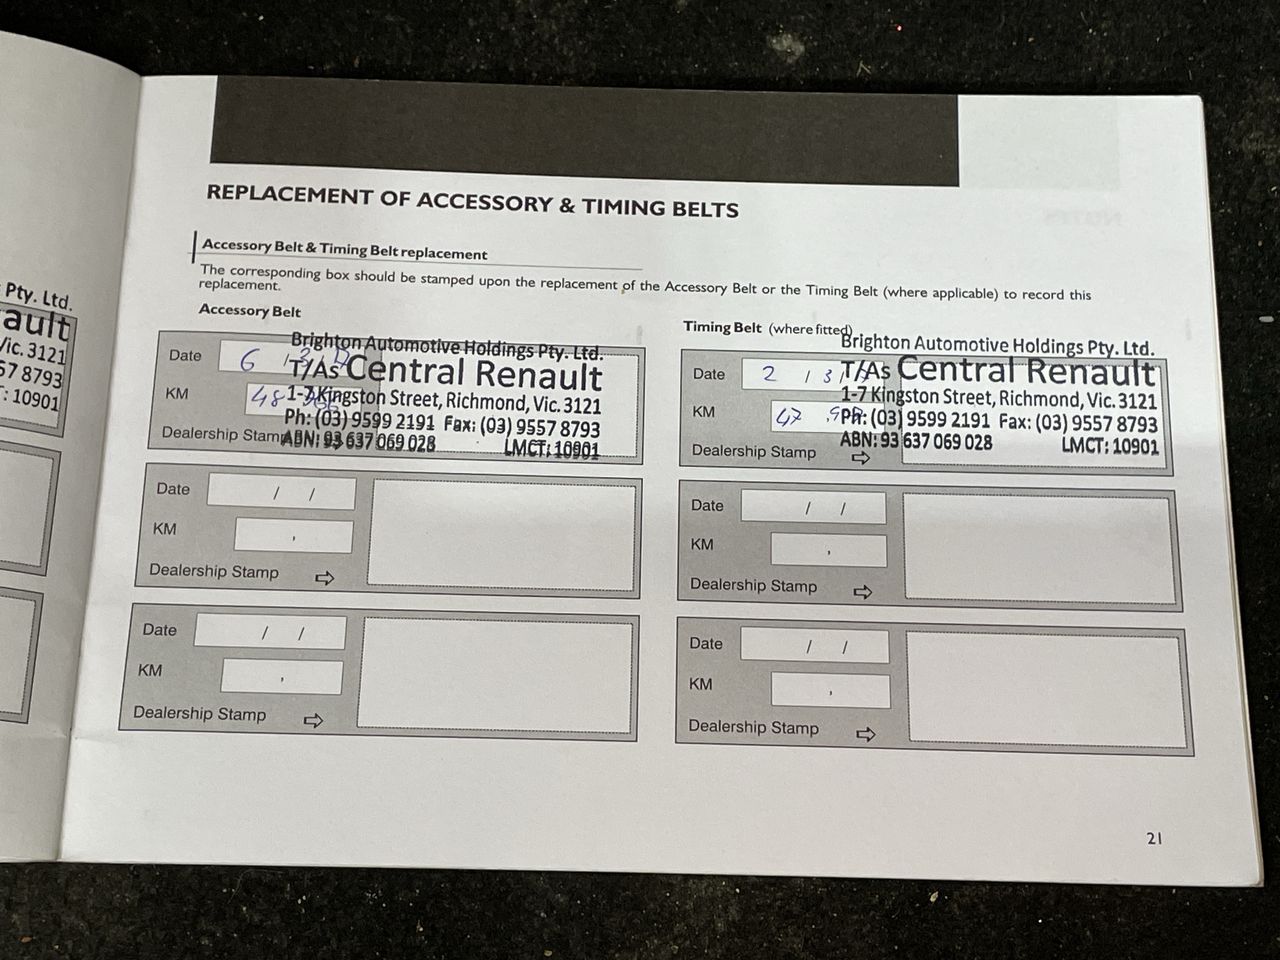 Pty. Ltd.
ault
Vic. 3121
57 8793
: 10901
REPLACEMENT OF ACCESSORY & TIMING BELTS
Accessory Belt & Timing Belt replacement
The corresponding box should be stamped upon the replacement of the Accessory Belt or the Timing Belt (where applicable) to record this
replacement.
Accessory Belt
Date 6 / 3
KM 48
Dealership Stamp
Brighton Automotive Holdings Pty. Ltd.
T/As Central Renault
1-7 Kingston Street, Richmond, Vic. 3121
Ph: (03) 9599 2191 Fax: (03) 9557 8793
ABN: 93 637 069 028 LMCT: 10901
Date / /
KM ,
Dealership Stamp ⇨
Date / /
KM ,
Dealership Stamp ⇨
Timing Belt (where fitted)
Date 2 / 3 /
KM 47
Dealership Stamp ⇨
Brighton Automotive Holdings Pty. Ltd.
T/As Central Renault
1-7 Kingston Street, Richmond, Vic. 3121
Ph: (03) 9599 2191 Fax: (03) 9557 8793
ABN: 93 637 069 028 LMCT: 10901
Date / /
KM ,
Dealership Stamp ⇨
Date / /
KM ,
Dealership Stamp ⇨
21